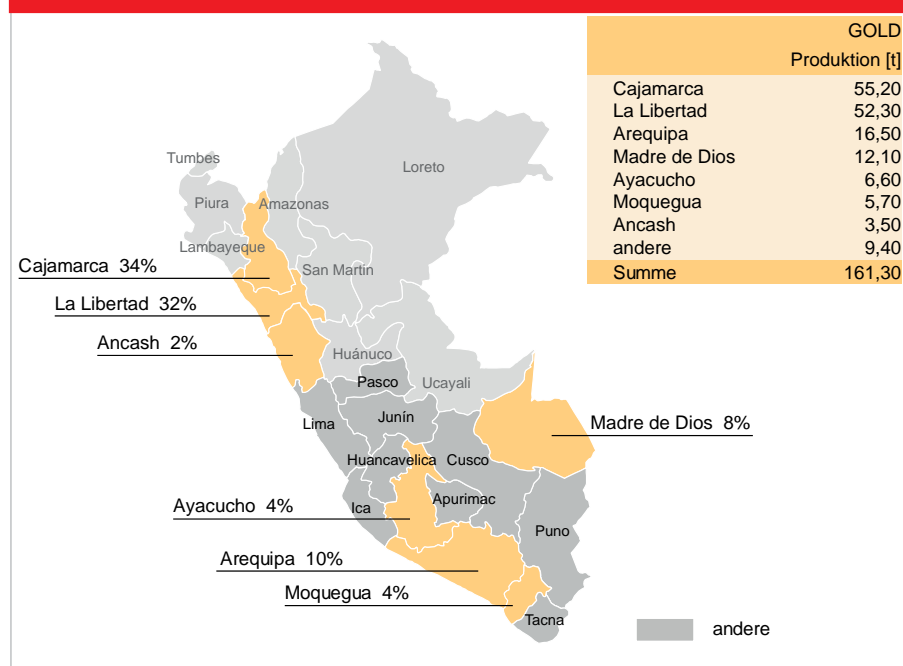 GOLD
Produktion [t]
Cajamarca 55,20
La Libertad 52,30
Arequipa 16,50
Madre de Dios 12,10
Ayacucho 6,60
Moquegua 5,70
Ancash 3,50
andere 9,40
Summe 161,30
Tumbes
Loreto
Piura
Amazonas
Lambayeque
San Martin
Cajamarca 34%
La Libertad 32%
Ancash 2%
Huánuco
Pasco
Ucayali
Lima
Junín
Madre de Dios 8%
Huancavelica
Cusco
Ayacucho 4%
Ica
Apurimac
Puno
Arequipa 10%
Moquegua 4%
Tacna
andere